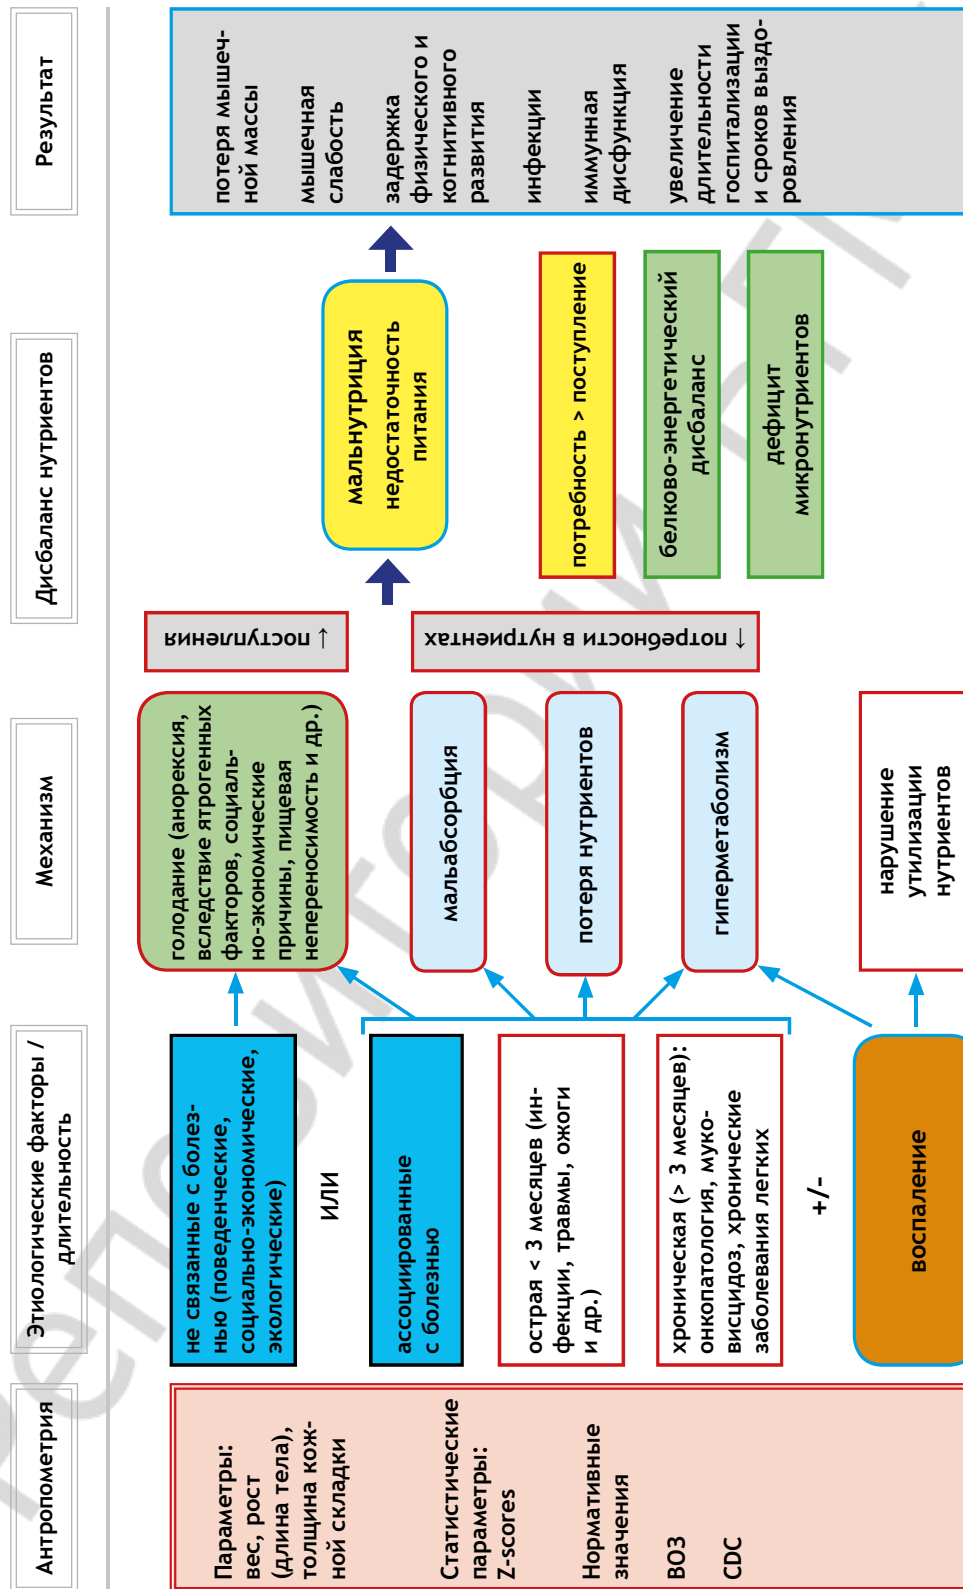 Антропометрия
Этиологические факторы /
длительность
Механизм
Дисбаланс нутриентов
Результат
Параметры:
вес, рост
(длина тела),
толщина кож-
ной складки
Статистические
параметры:
Z-scores
Нормативные
значения
ВОЗ
CDC
не связанные с болез-
нью (поведенческие,
социально-экономические,
экологические)
ИЛИ
ассоциированные
с болезнью
острая < 3 месяцев (ин-
фекции, травмы, ожоги
и др.)
хроническая (> 3 месяцев):
онкопатология, муко-
висцидоз, хронические
заболевания легких
+/-
воспаление
голодание (анорексия,
вследствие ятрогенных
факторов, социаль-
но-экономические
причины, пищевая
непереносимость и др.)
мальабсорбция
потеря нутриентов
гиперметаболизм
нарушение
утилизации
нутриентов
↓ поступления
↑ потребности в нутриентах
мальнутриция
недостаточность
питания
потребность > поступление
белково-энергетический
дисбаланс
дефицит
микронутриентов
потеря мышеч-
ной массы
мышечная
слабость
задержка
физического и
когнитивного
развития
инфекции
иммунная
дисфункция
увеличение
длительности
госпитализации
и сроков выздо-
ровления
Репозиторий